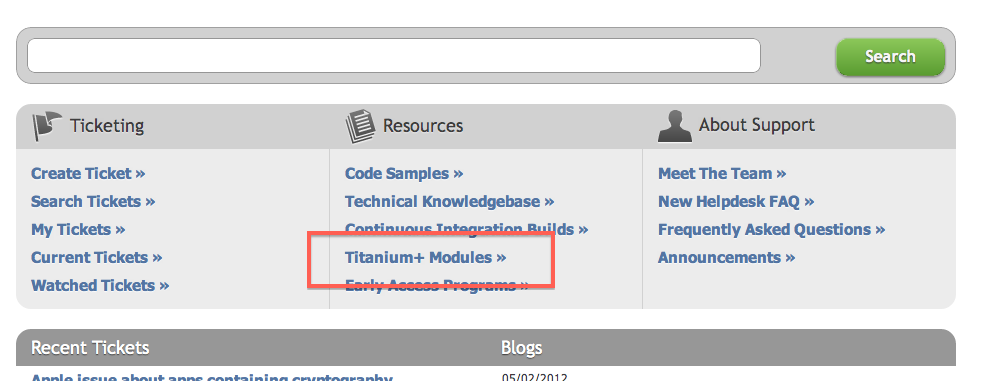 Search
Ticketing
Create Ticket »
Search Tickets »
My Tickets »
Current Tickets »
Watched Tickets »
Resources
Code Samples »
Technical Knowledgebase »
Continuous Integration Builds »
Titanium+ Modules »
Early Access Programs »
About Support
Meet The Team »
New Helpdesk FAQ »
Frequently Asked Questions »
Announcements »
Recent Tickets
Apple issue about apps containing cryptography
Blogs
05/02/2012